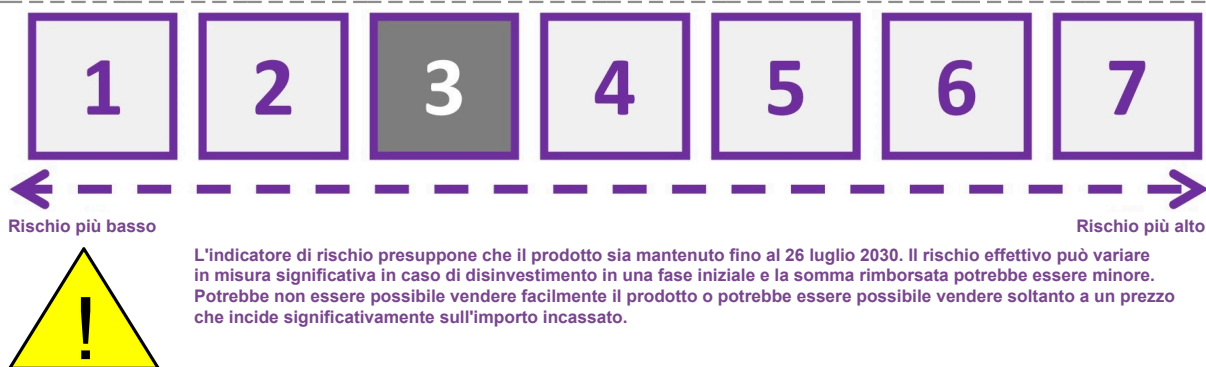 1 2 3 4 5 6 7
Rischio più basso Rischio più alto
L'indicatore di rischio presuppone che il prodotto sia mantenuto fino al 26 luglio 2030. Il rischio effettivo può variare
in misura significativa in caso di disinvestimento in una fase iniziale e la somma rimborsata potrebbe essere minore.
Potrebbe non essere possibile vendere facilmente il prodotto o potrebbe essere possibile vendere soltanto a un prezzo
che incide significativamente sull'importo incassato.
!